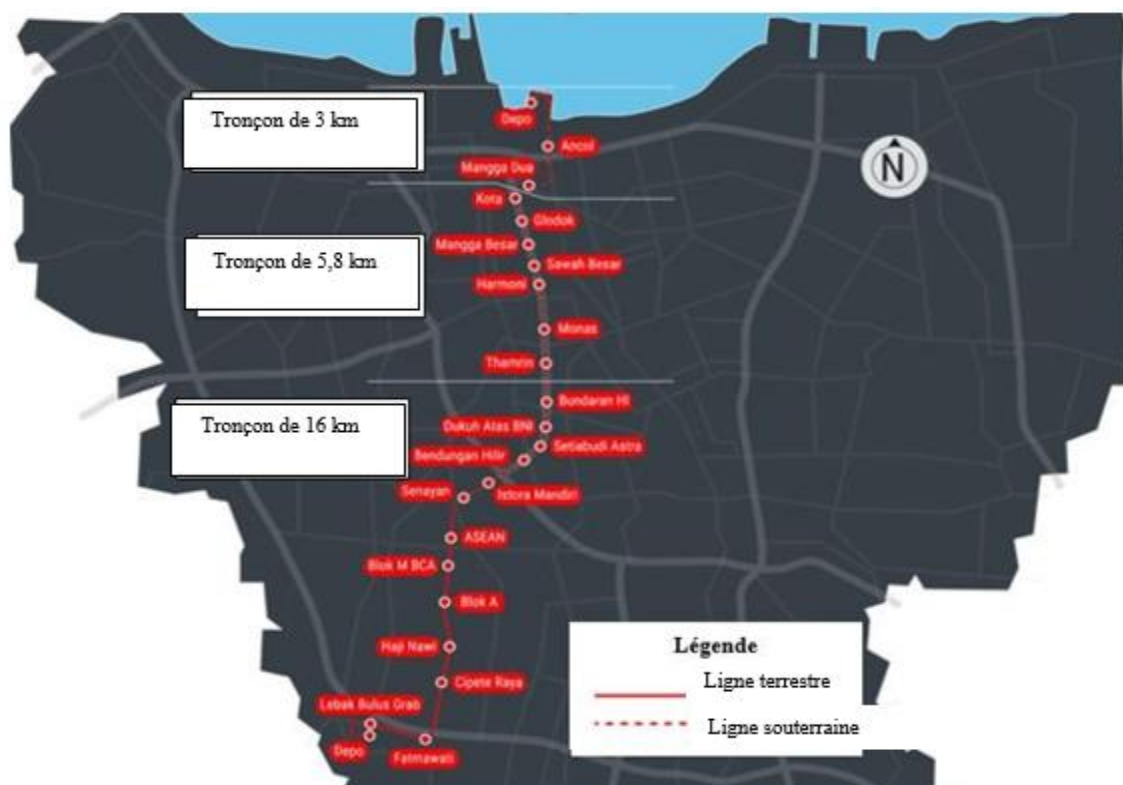 Tronçon de 3 km
Depo
Ancol
Mangga Dua
Kota
Glodok
Mangga Besar
Tronçon de 5,8 km
Sawah Besar
Harmoni
Monas
Thamrin
Bundaran HI
Tronçon de 16 km
Dukuh Atas BNI
Setiabudi Astra
Bendungan Hilir
Senayan
Istora Mandiri
ASEAN
Blok M BCA
Blok A
Haji Nawi
Cipete Raya
Lebak Bulus Grab
Depo
Fatmawati
N
Légende
Ligne terrestre
Ligne souterraine